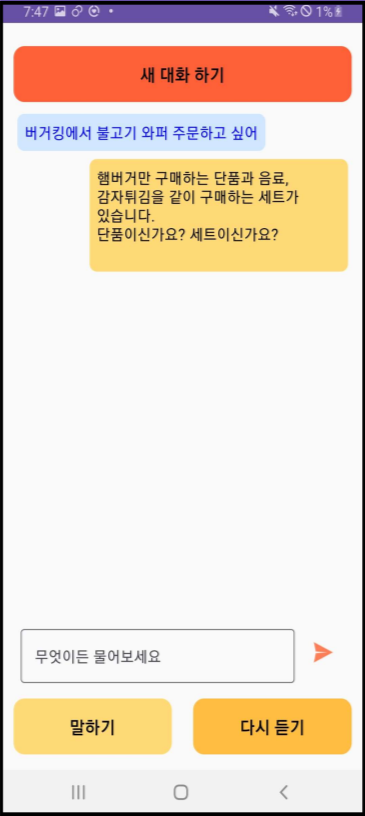 7:47
1%
새 대화 하기
버거킹에서 불고기 와퍼 주문하고 싶어
햄버거만 구매하는 단품과 음료,
감자튀김을 같이 구매하는 세트가
있습니다.
단품이신가요? 세트이신가요?
무엇이든 물어보세요
말하기
다시 듣기